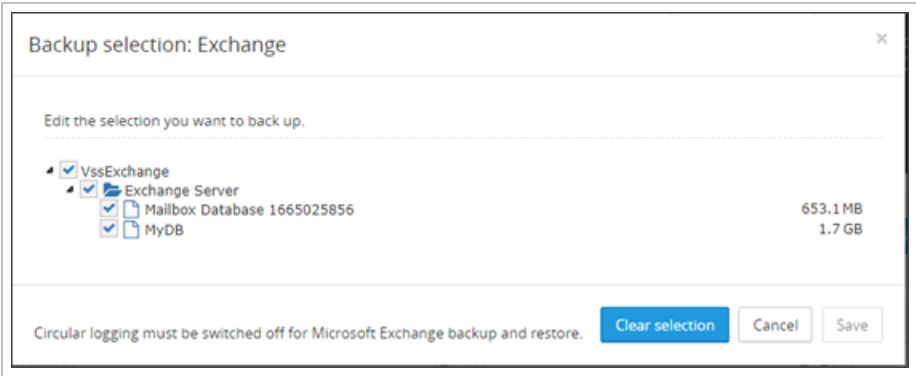 Backup selection: Exchange
Edit the selection you want to back up.
VssExchange
Exchange Server
Mailbox Database 1665025856 653.1 MB
MyDB 1.7 GB
Circular logging must be switched off for Microsoft Exchange backup and restore. Clear selection Cancel Save